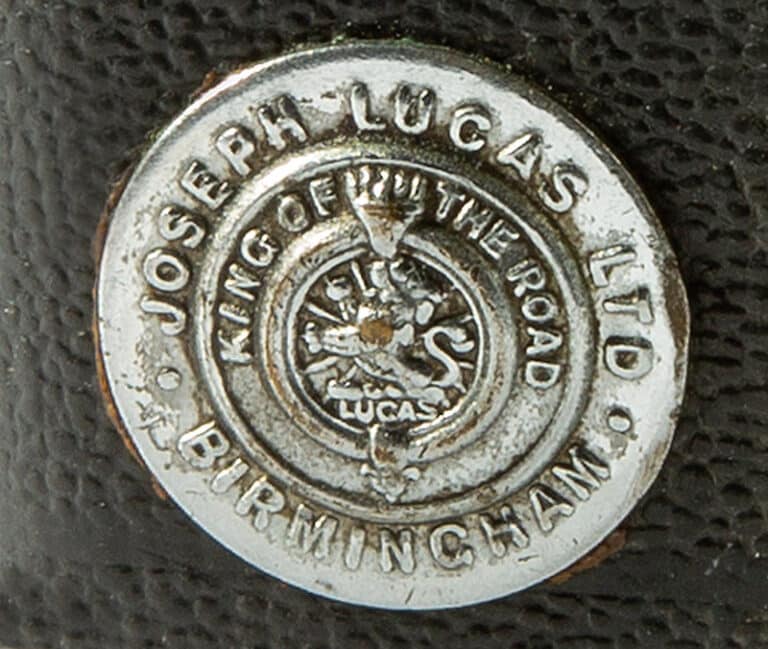 JOSEPH LUCAS LTD
KING OF THE ROAD
LUCAS
BIRMINGHAM